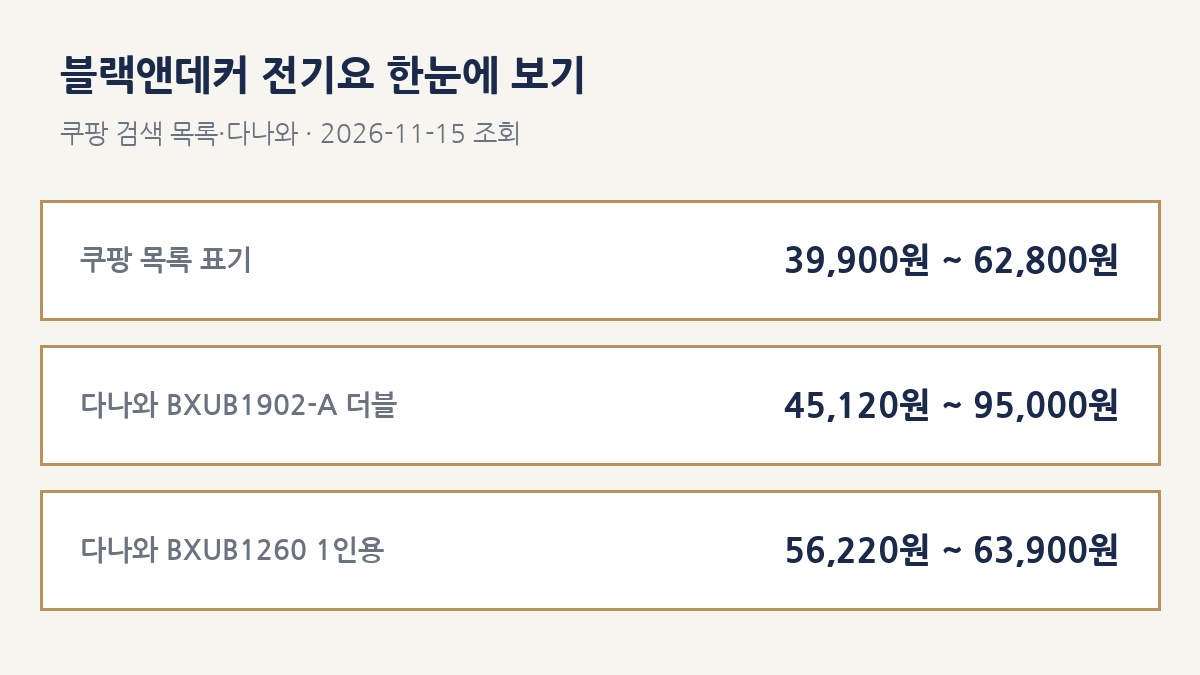 블랙앤데커 전기요 한눈에 보기
쿠팡 검색 목록·다나와 · 2026-11-15 조회
쿠팡 목록 표기
39,900원 ~ 62,800원
다나와 BXUB1902-A 더블
45,120원 ~ 95,000원
다나와 BXUB1260 1인용
56,220원 ~ 63,900원